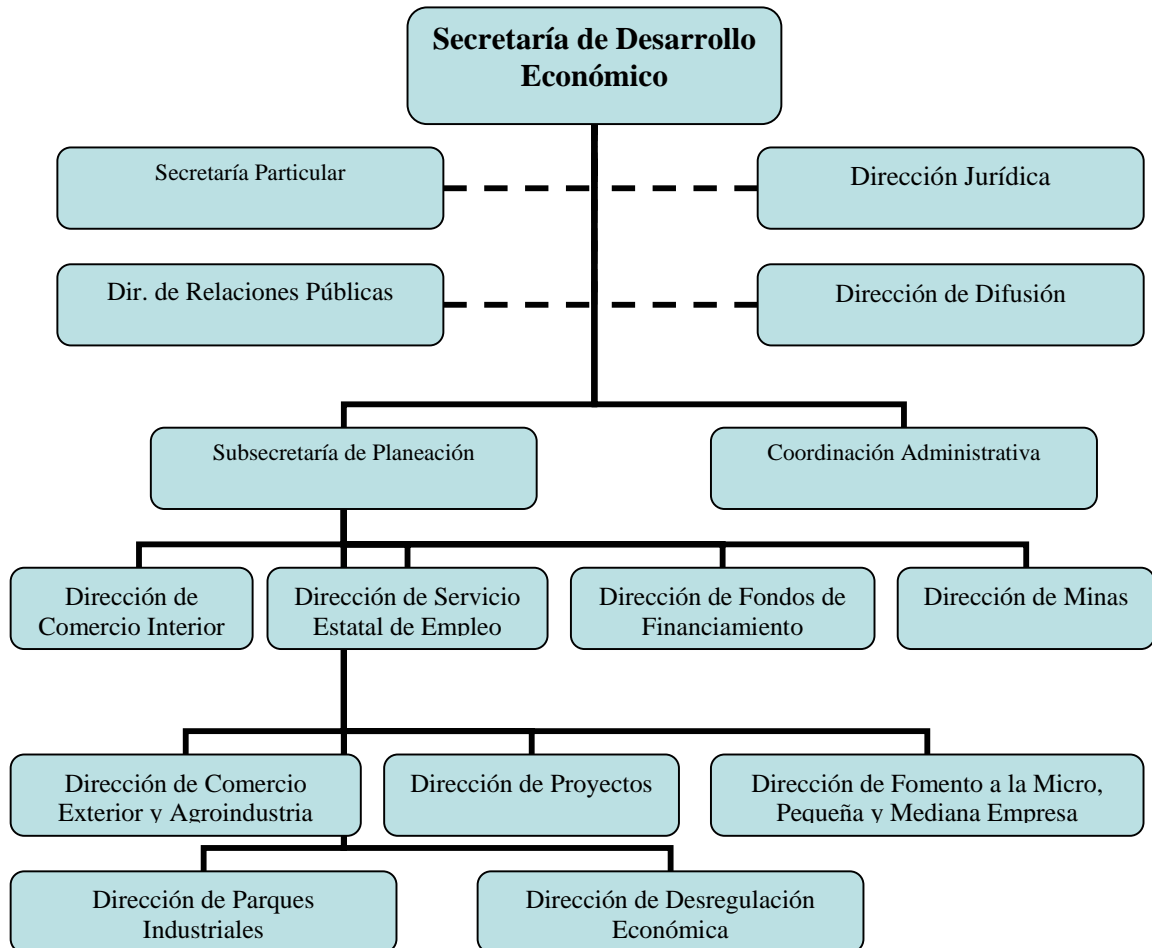 Secretaría de Desarrollo
Económico
Secretaría Particular
Dirección Jurídica
Dir. de Relaciones Públicas
Dirección de Difusión
Subsecretaría de Planeación
Coordinación Administrativa
Dirección de
Comercio Interior
Dirección de Servicio
Estatal de Empleo
Dirección de Fondos de
Financiamiento
Dirección de Minas
Dirección de Comercio
Exterior y Agroindustria
Dirección de Proyectos
Dirección de Fomento a la Micro,
Pequeña y Mediana Empresa
Dirección de Parques
Industriales
Dirección de Desregulación
Económica